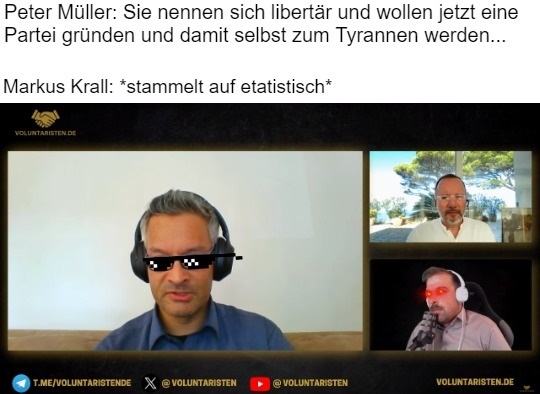 Peter Müller: Sie nennen sich libertär und wollen jetzt eine
Partei gründen und damit selbst zum Tyrannen werden...
Markus Krall: *stammelt auf etatistisch*
VOLUNTARISTEN.DE
T.ME/VOLUNTARISTENDE
@VOLUNTARISTEN
@VOLUNTARISTEN
VOLUNTARISTEN.DE